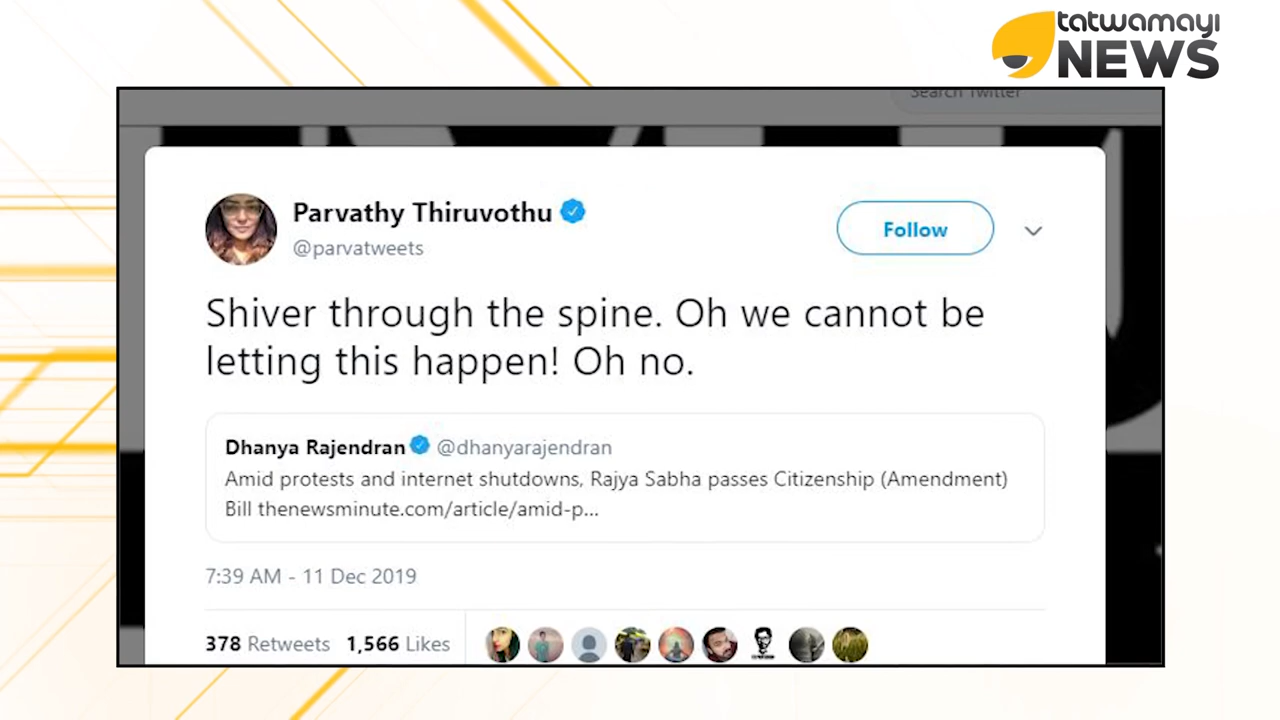 tatwamayi
NEWS
Search Twitter
Parvathy Thiruvothu
@parvatweets
Follow
Shiver through the spine. Oh we cannot be
letting this happen! Oh no.
Dhanya Rajendran @dhanyarajendran
Amid protests and internet shutdowns, Rajya Sabha passes Citizenship (Amendment)
Bill thenewsminute.com/article/amid-p...
7:39 AM - 11 Dec 2019
378 Retweets 1,566 Likes